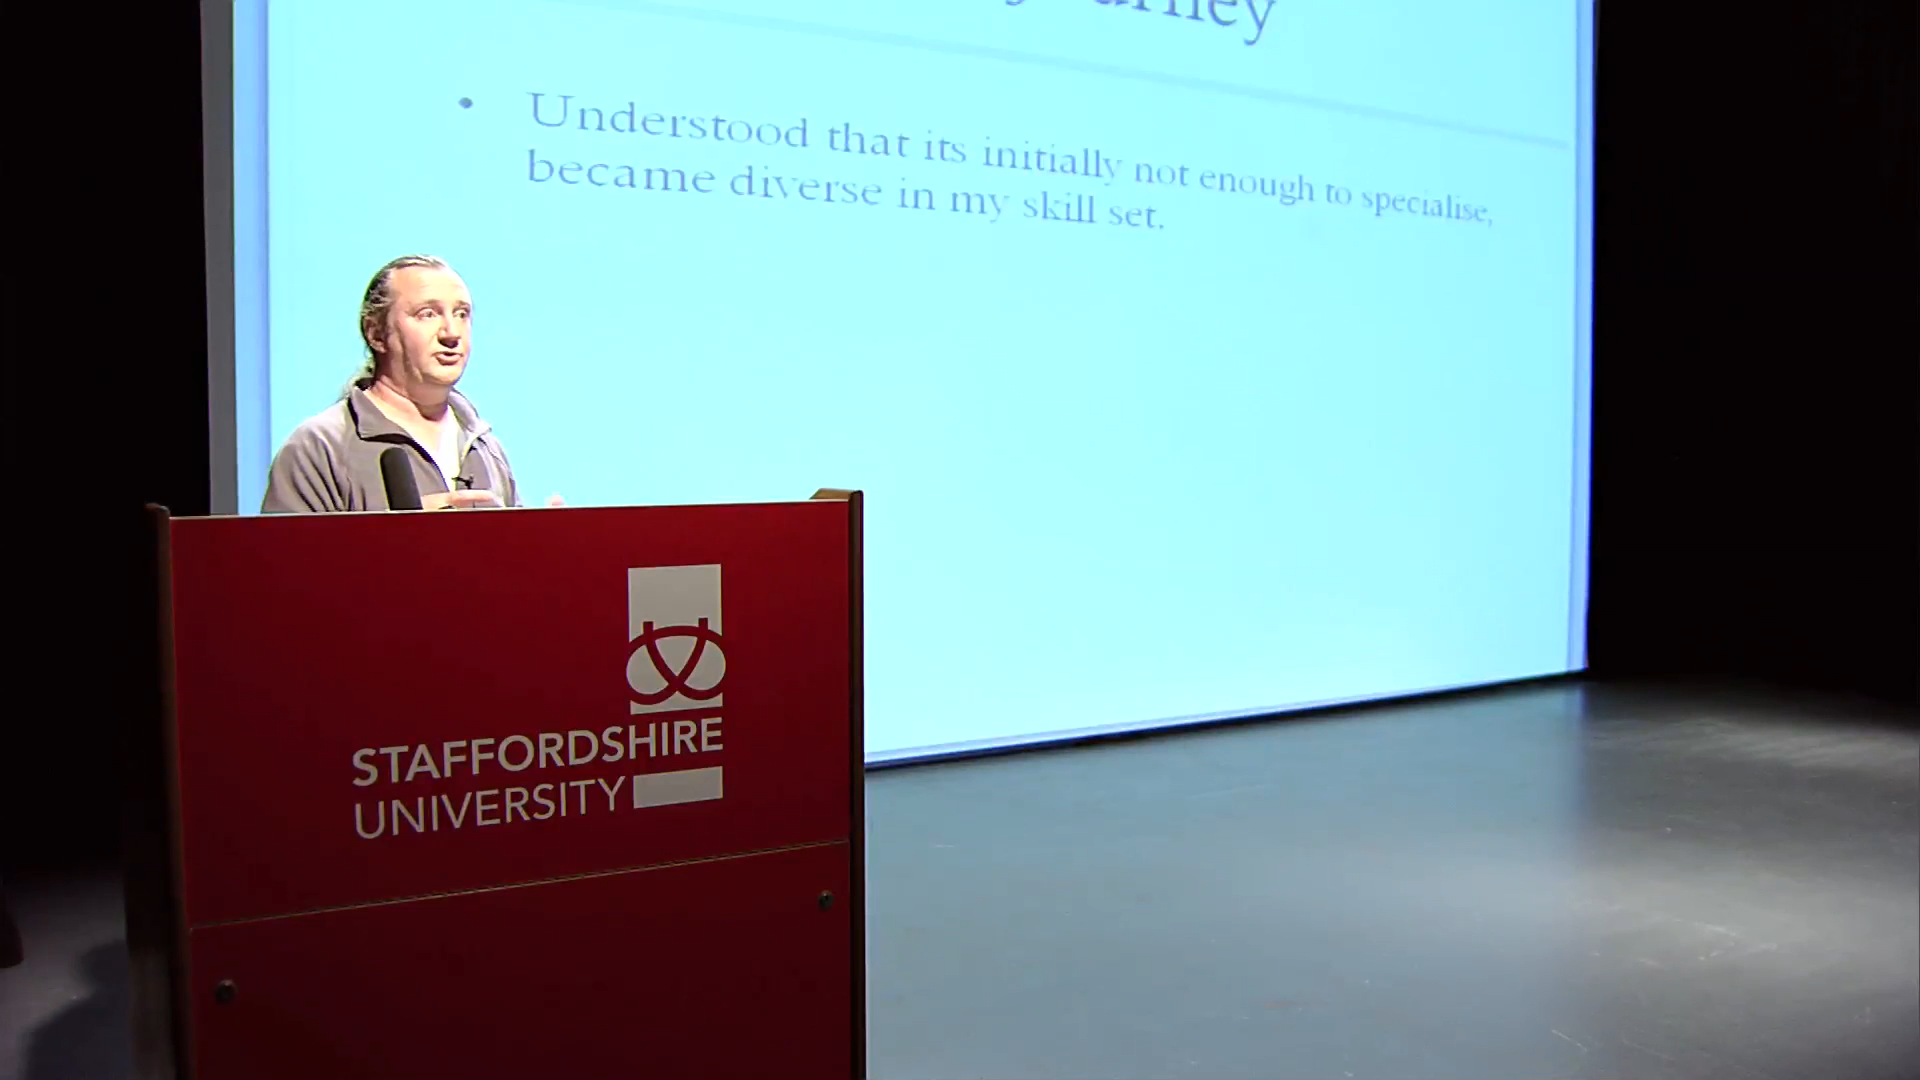 Understood that its initially not enough to specialise,
became diverse in my skill set.
STAFFORDSHIRE
UNIVERSITY